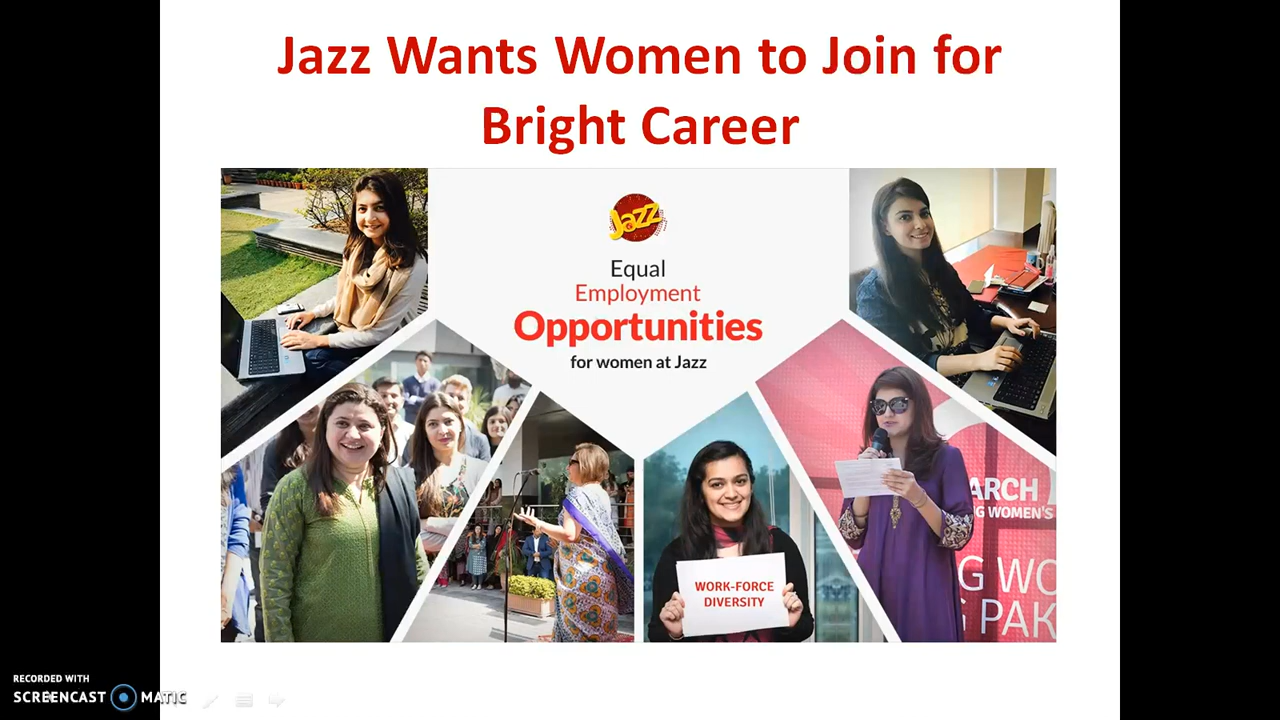 Jazz Wants Women to Join for
Bright Career
Jazz
Equal
Employment
Opportunities
for women at Jazz
WORK-FORCE
DIVERSITY
ARCH
G WOMEN'S
G WO
PAK
RECORDED WITH
SCREENCAST MATIC